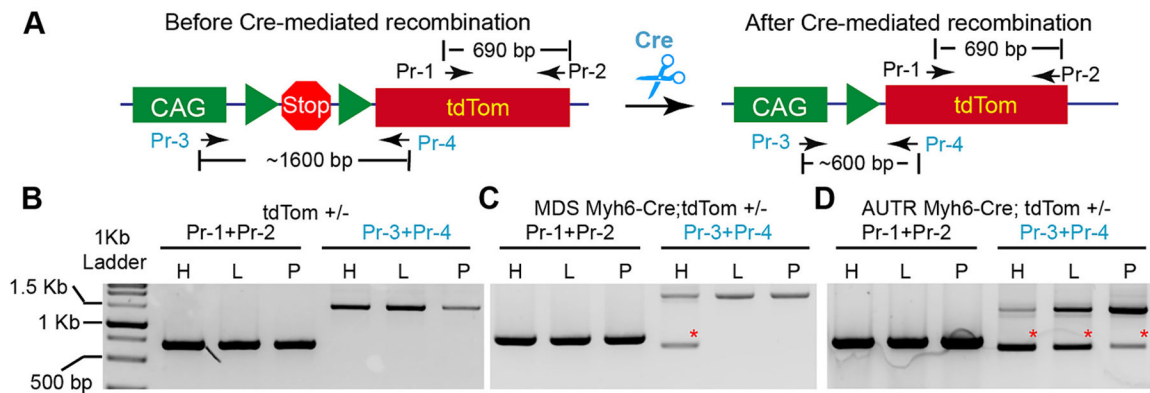 A
Before Cre-mediated recombination
After Cre-mediated recombination
690 bp
Pr-1
Pr-2
CAG
Stop
tdTom
Pr-3
Pr-4
~1600 bp
Cre
690 bp
Pr-1
Pr-2
CAG
tdTom
Pr-3
Pr-4
~600 bp
B
tdTom +/-
Pr-1+Pr-2
Pr-3+Pr-4
1Kb
Ladder
H L P H L P
1.5 Kb
1 Kb
500 bp
C
MDS Myh6-Cre;tdTom +/-
Pr-1+Pr-2
Pr-3+Pr-4
H L P H L P
*
D
AUTR Myh6-Cre; tdTom +/-
Pr-1+Pr-2
Pr-3+Pr-4
H L P H L P
* * *